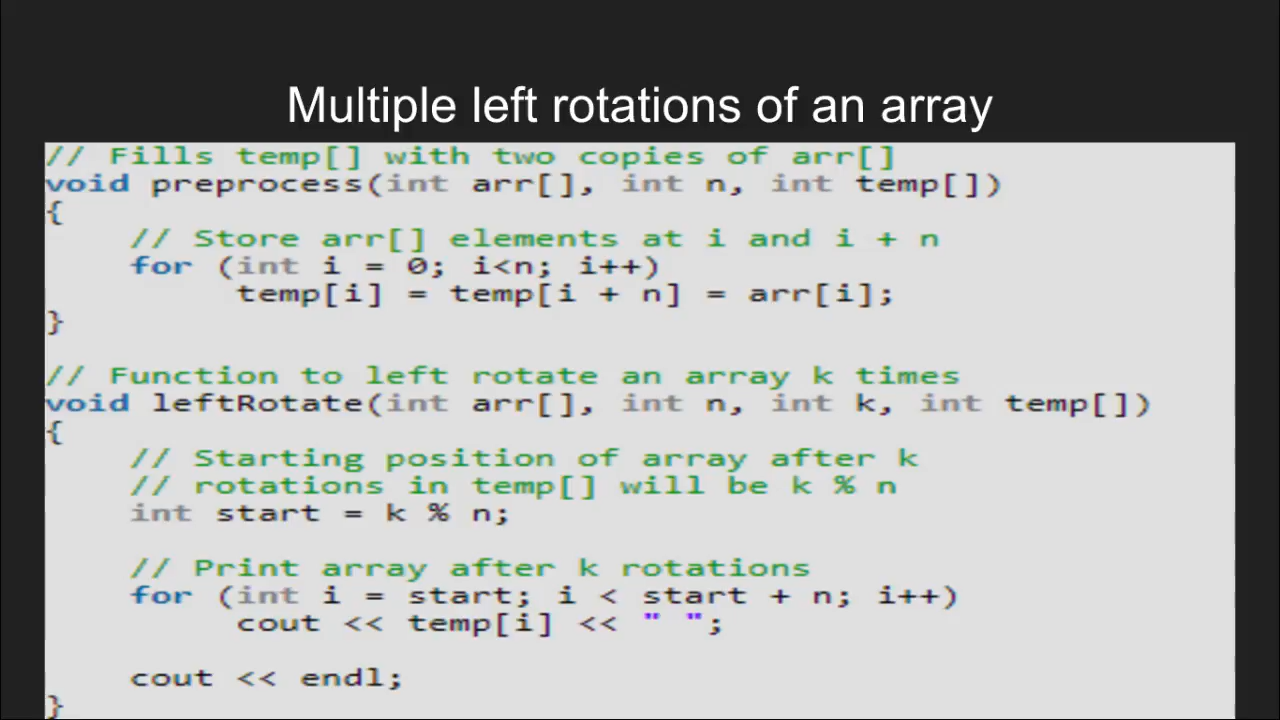 Multiple left rotations of an array
// Fills temp[] with two copies of arr[]
void preprocess(int arr[], int n, int temp[])
{
// Store arr[] elements at i and i + n
for (int i = 0; i<n; i++)
temp[i] = temp[i + n] = arr[i];
}
// Function to left rotate an array k times
void leftRotate(int arr[], int n, int k, int temp[])
{
// Starting position of array after k
// rotations in temp[] will be k % n
int start = k % n;
// Print array after k rotations
for (int i = start; i < start + n; i++)
cout << temp[i] << " ";
cout << endl;
}